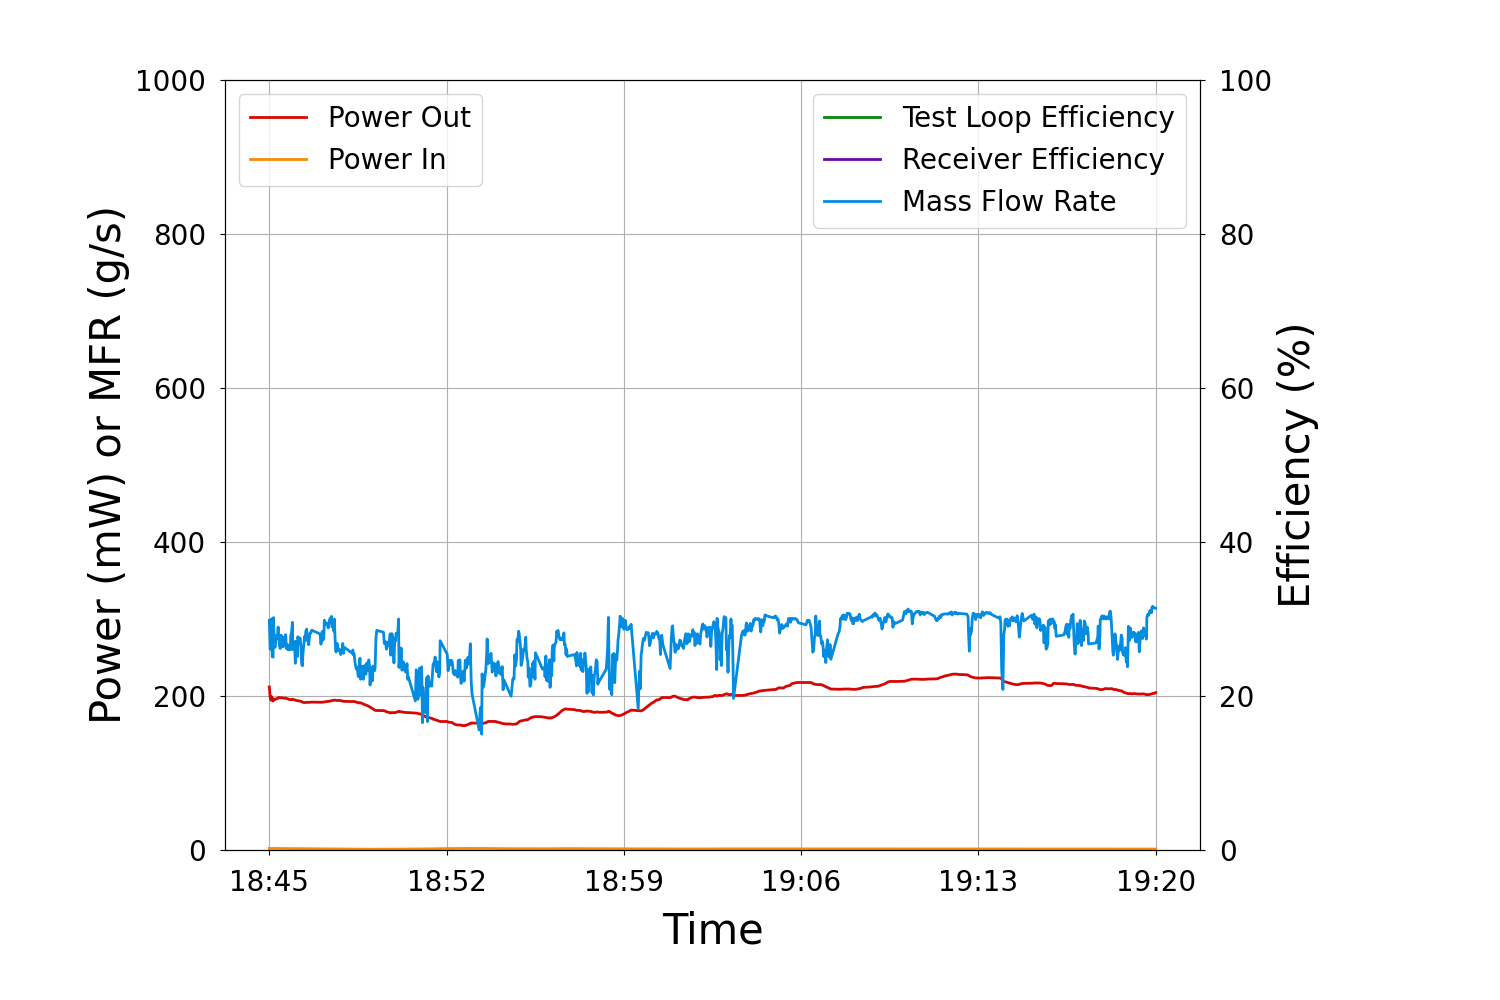 1000
800
600
400
200
0
Power (mW) or MFR (g/s)
Power Out
Power In
Test Loop Efficiency
Receiver Efficiency
Mass Flow Rate
100
80
60
40
20
0
Efficiency (%)
18:45 18:52 18:59 19:06 19:13 19:20
Time